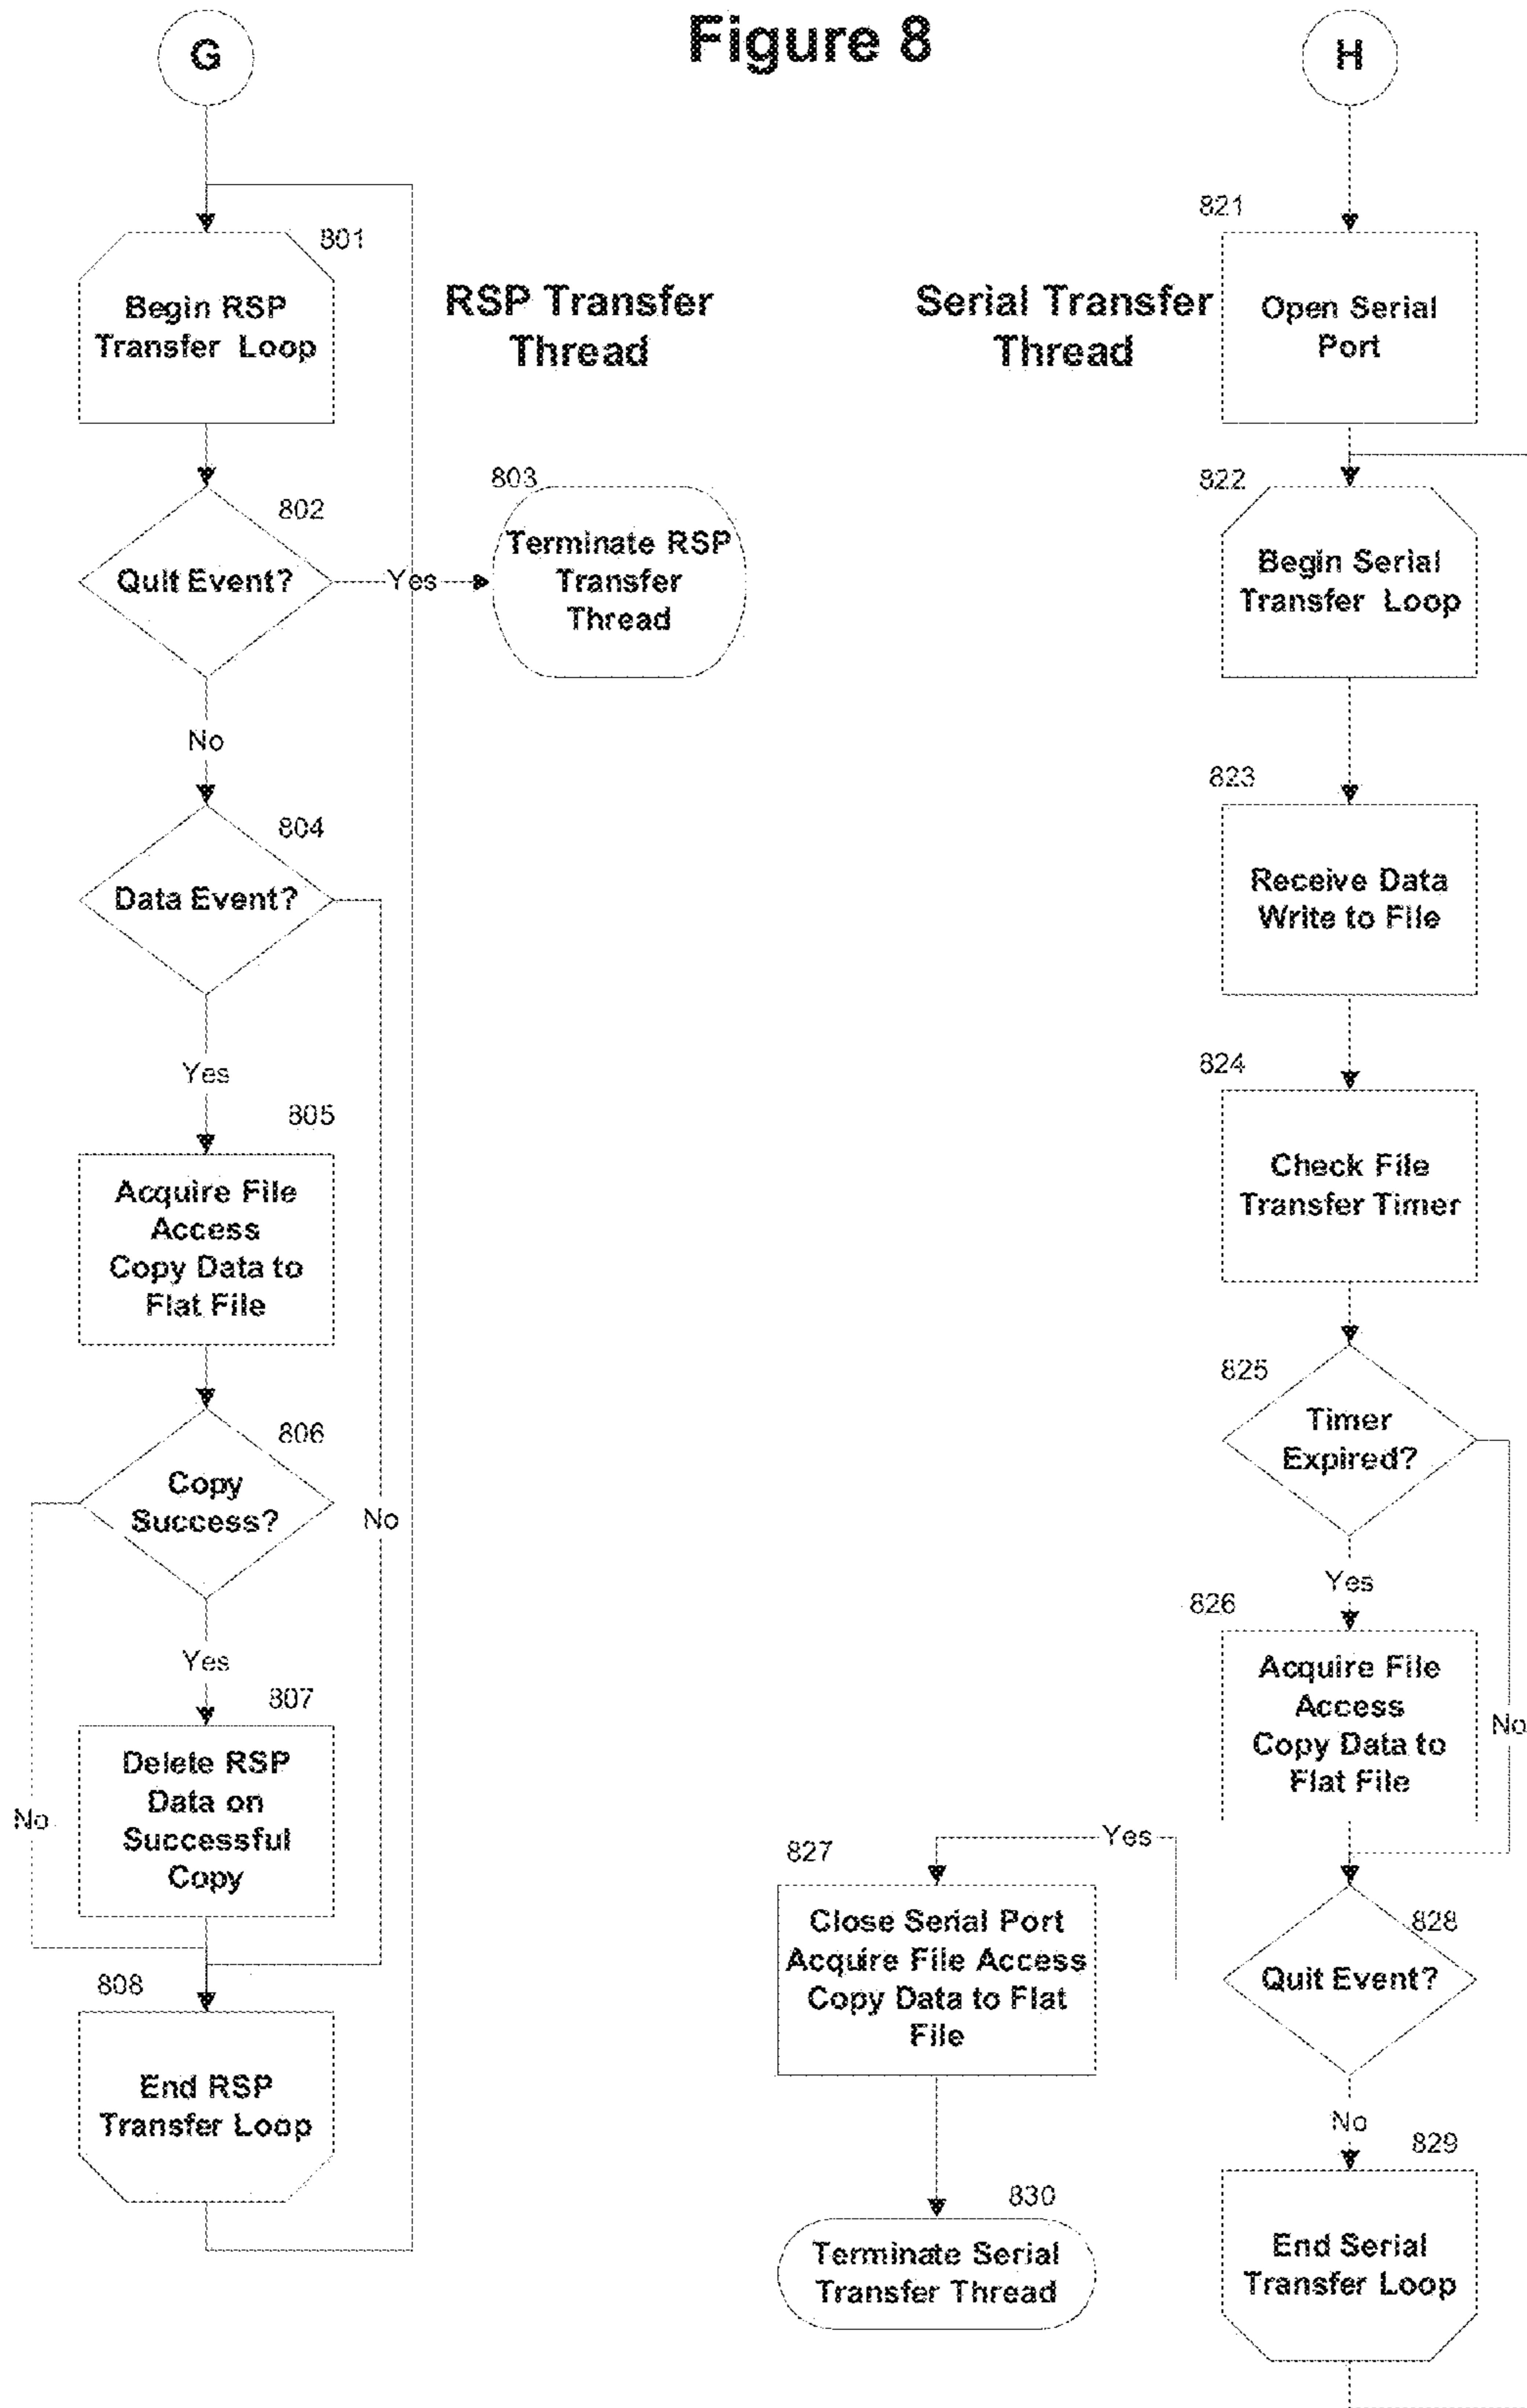 Figure 8
G
801
Begin RSP
Transfer Loop
RSP Transfer
Thread
802
Quit Event?
Yes
803
Terminate RSP
Transfer
Thread
No
804
Data Event?
Yes
No
805
Acquire File
Access
Copy Data to
Flat File
806
Copy
Success?
No
Yes
807
Delete RSP
Data on
Successful
Copy
808
End RSP
Transfer Loop
H
821
Serial Transfer
Thread
Open Serial
Port
822
Begin Serial
Transfer Loop
823
Receive Data
Write to File
824
Check File
Transfer Timer
825
Timer
Expired?
Yes
No
826
Acquire File
Access
Copy Data to
Flat File
Yes
827
Close Serial Port
Acquire File Access
Copy Data to Flat
File
828
Quit Event?
No
829
End Serial
Transfer Loop
830
Terminate Serial
Transfer Thread